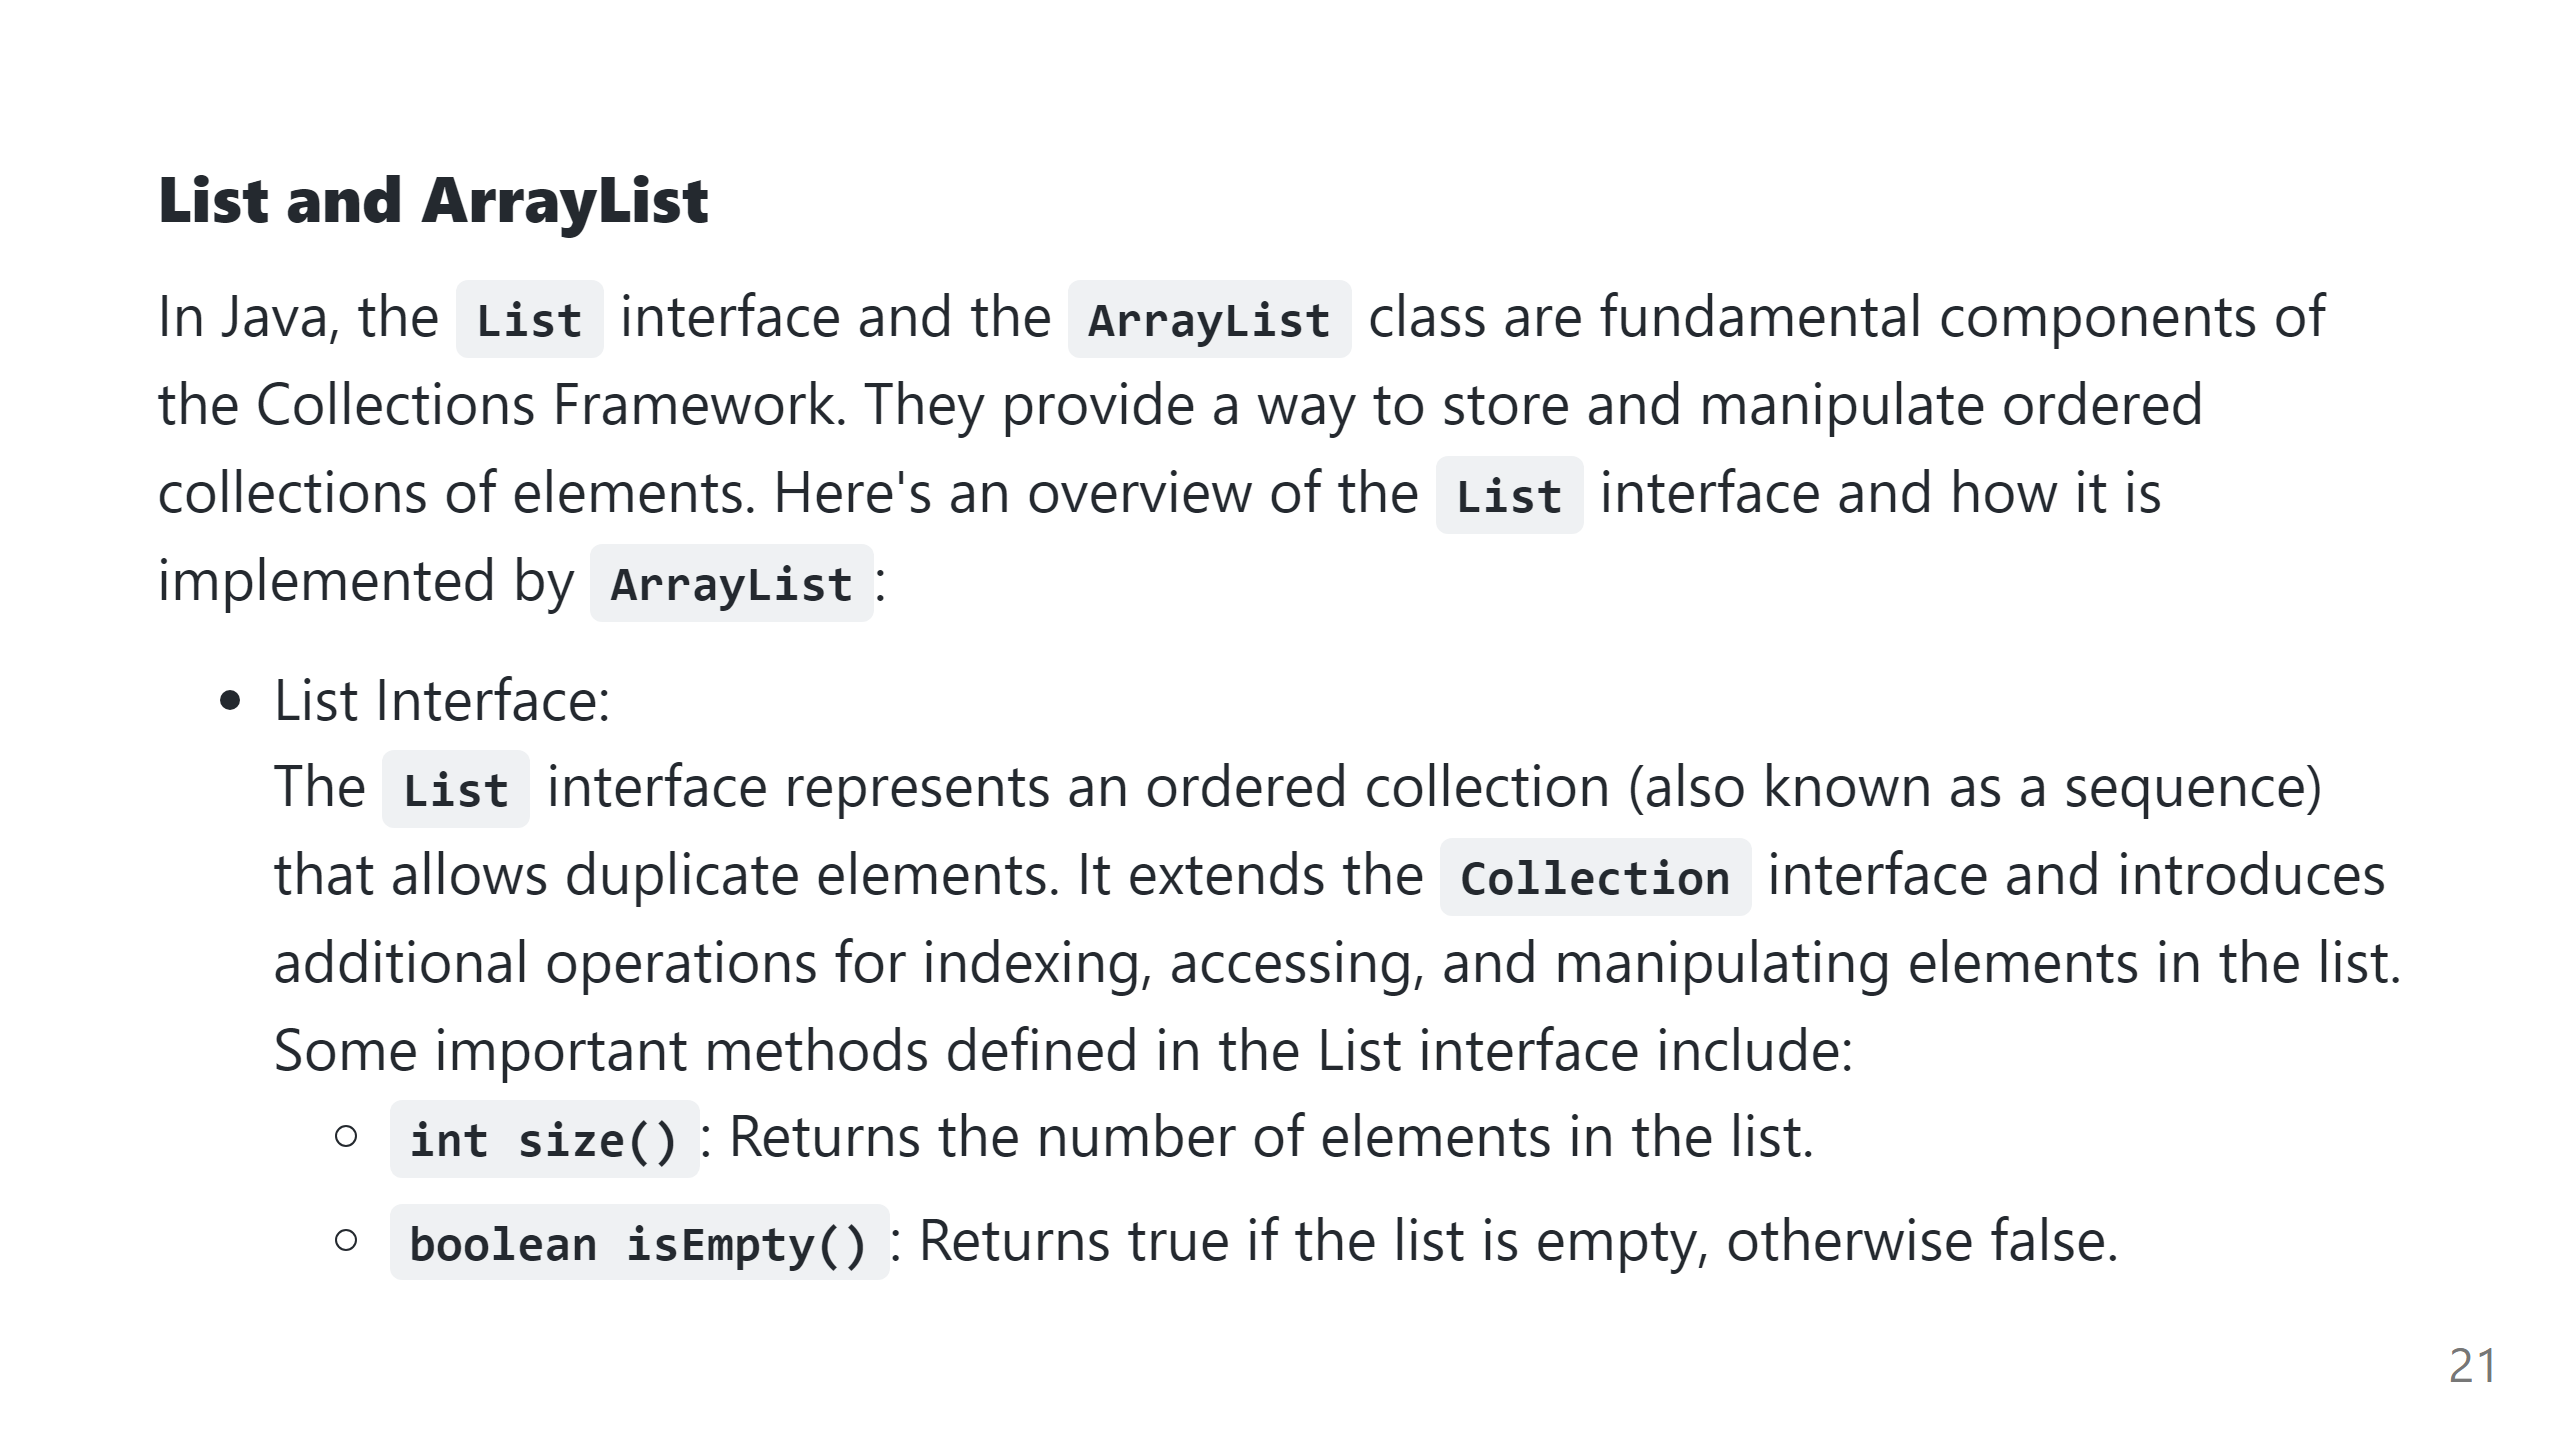 List and ArrayList
In Java, the List interface and the ArrayList class are fundamental components of
the Collections Framework. They provide a way to store and manipulate ordered
collections of elements. Here's an overview of the List interface and how it is
implemented by ArrayList:
• List Interface:
The List interface represents an ordered collection (also known as a sequence)
that allows duplicate elements. It extends the Collection interface and introduces
additional operations for indexing, accessing, and manipulating elements in the list.
Some important methods defined in the List interface include:
○ int size(): Returns the number of elements in the list.
○ boolean isEmpty(): Returns true if the list is empty, otherwise false.
21